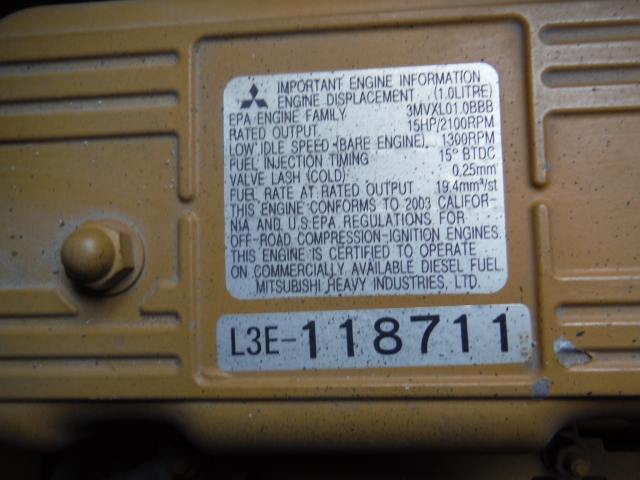 IMPORTANT ENGINE INFORMATION
ENGINE DISPLACEMENT (1.0LITRE)
EPA ENGINE FAMILY 3MVXL01.0BBB
RATED OUTPUT 15HP/2100RPM
LOW IDLE SPEED (BARE ENGINE) 1300RPM
FUEL INJECTION TIMING 15° BTDC
VALVE LASH (COLD) 0.25mm
FUEL RATE AT RATED OUTPUT 19.4mm³/st
THIS ENGINE CONFORMS TO 2003 CALIFOR-
NIA AND U.S.EPA REGULATIONS FOR
OFF-ROAD COMPRESSION-IGNITION ENGINES.
THIS ENGINE IS CERTIFIED TO OPERATE
ON COMMERCIALLY AVAILABLE DIESEL FUEL.
MITSUBISHI HEAVY INDUSTRIES, LTD.
L3E-118711